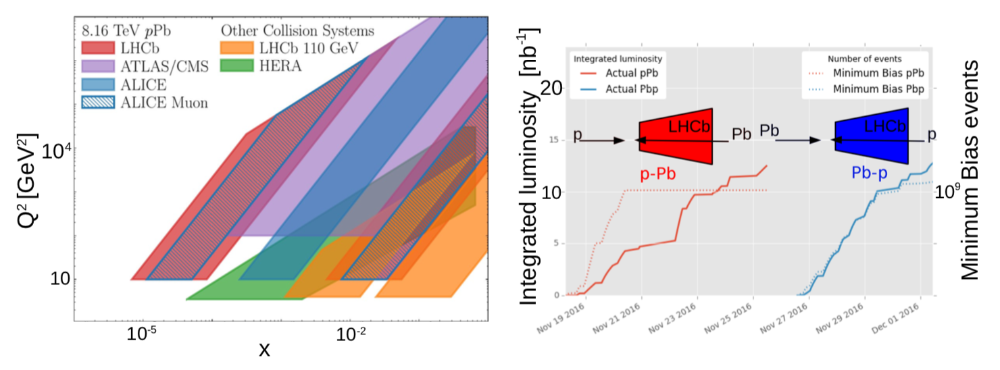 8.16 TeV pPb
LHCb
ATLAS/CMS
ALICE
ALICE Muon
Other Collision Systems
LHCb 110 GeV
HERA
Q² [GeV²]
10⁴
10
10⁻⁵
10⁻²
x
Integrated luminosity [nb⁻¹]
20
15
10
5
0
Integrated luminosity
Actual pPb
Actual Pbp
Number of events
Minimum Bias pPb
Minimum Bias Pbp
p
LHCb
Pb
p-Pb
Pb
LHCb
p
Pb-p
10⁹
Minimum Bias events
Nov 19 2016
Nov 21 2016
Nov 23 2016
Nov 25 2016
Nov 27 2016
Nov 29 2016
Dec 01 2016